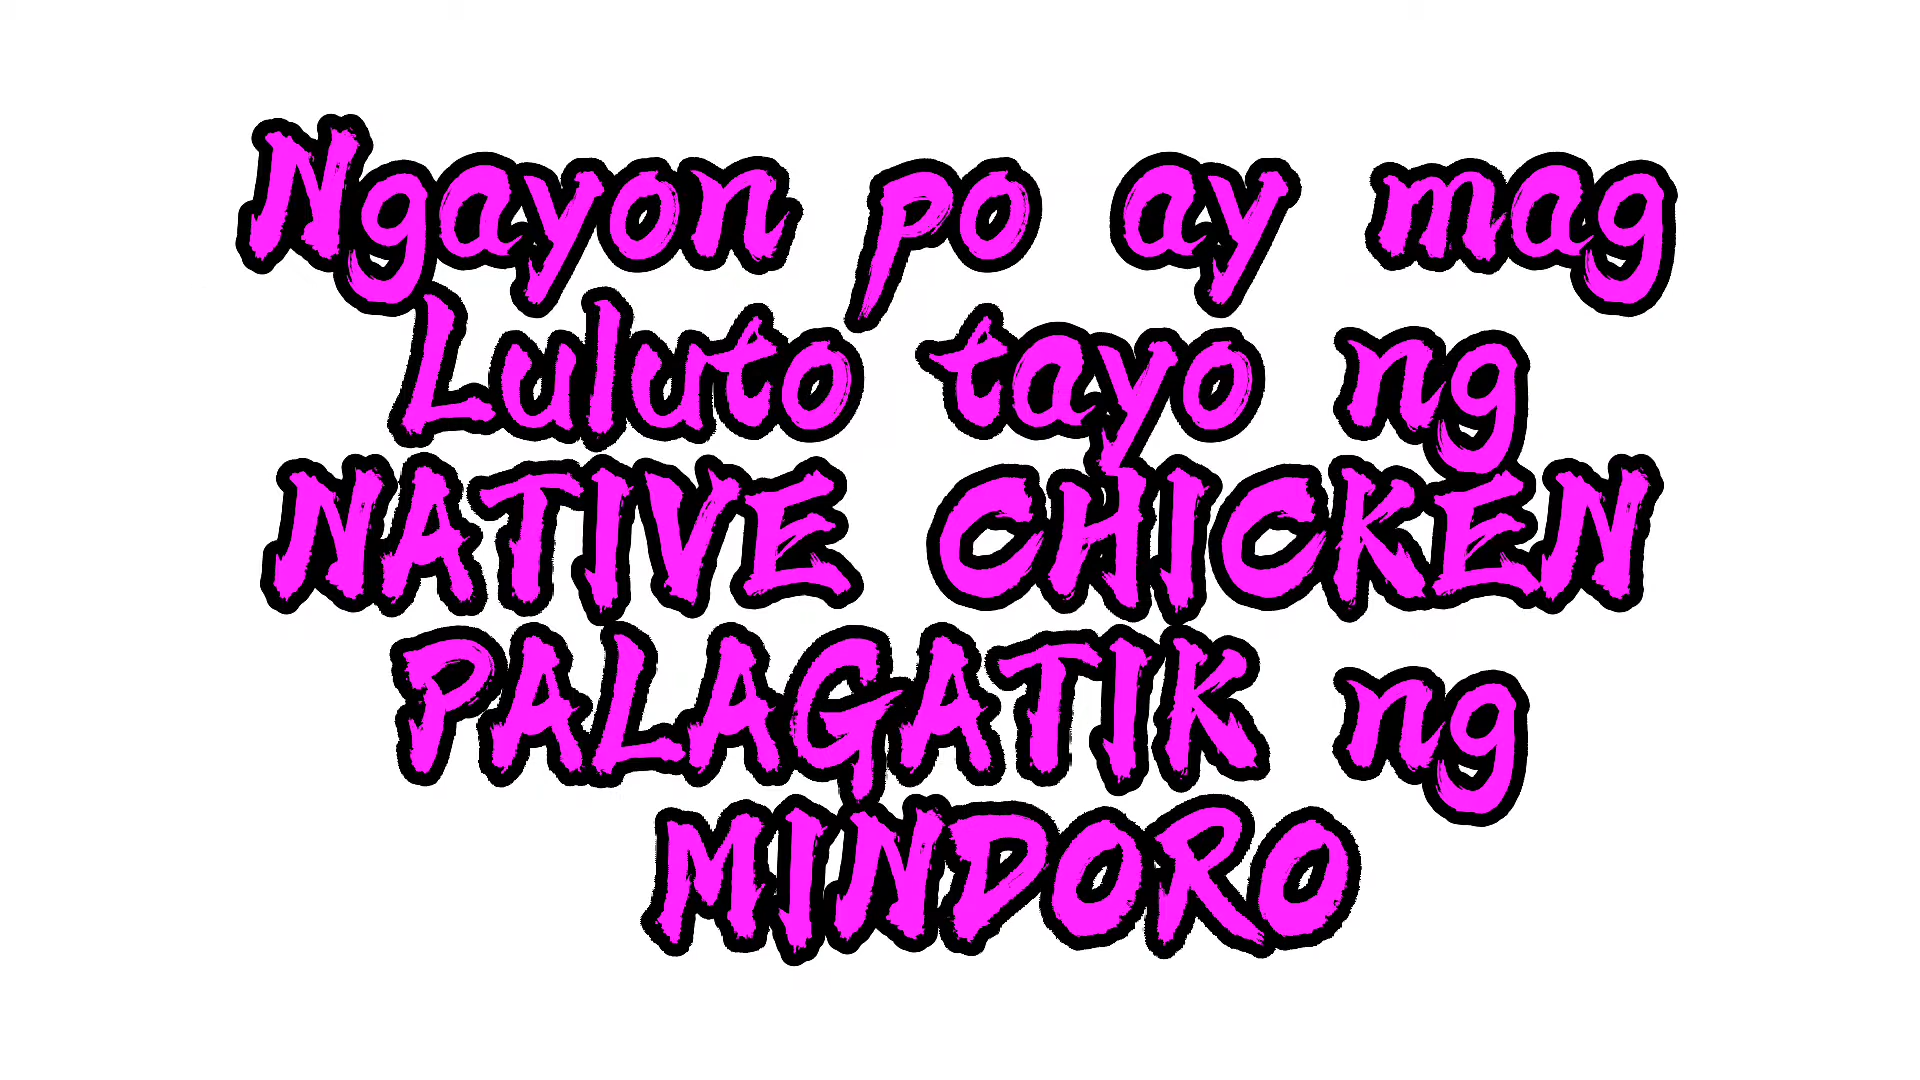 Ngayon po ay mag
Luluto tayo ng
NATIVE CHICKEN
PALAGATIK ng
MINDORO